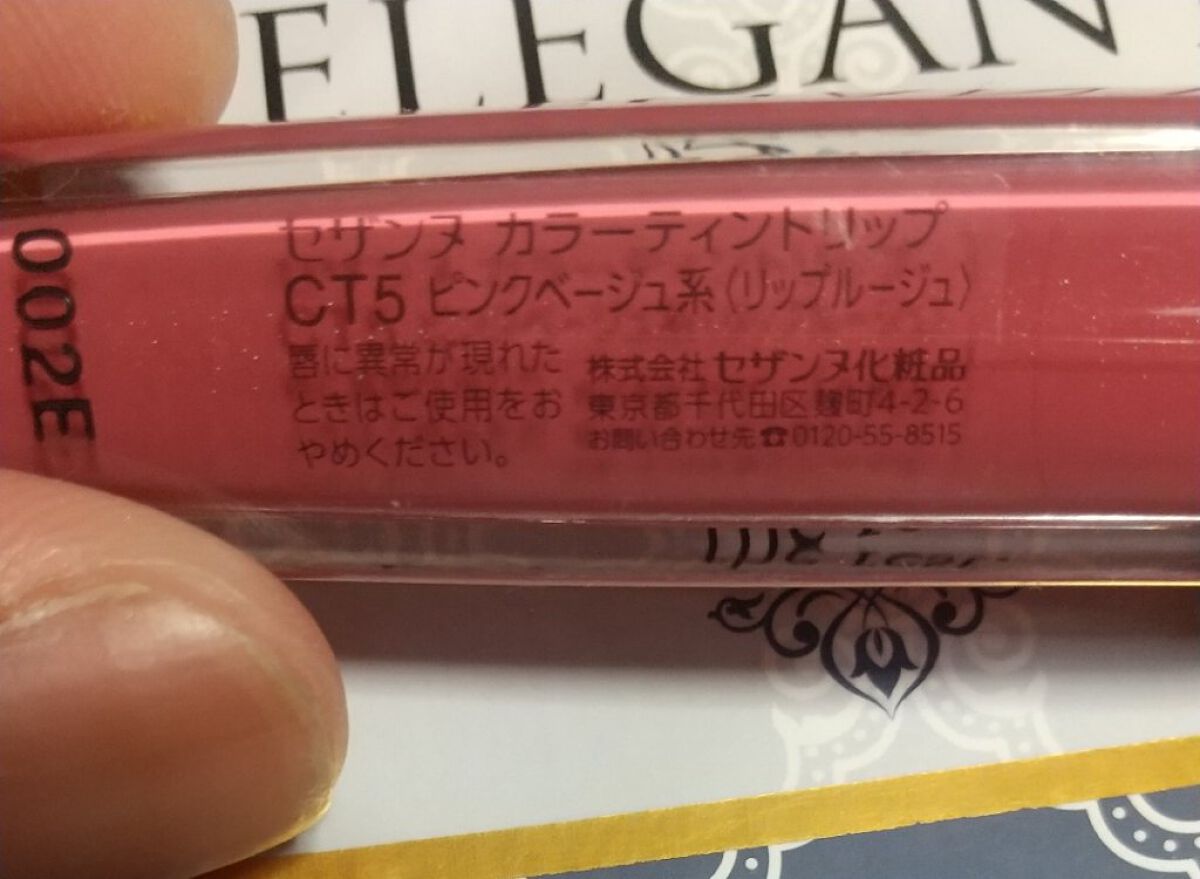 ELEGAN
002E
セザンヌ カラーティントリップ
CT5 ピンクベージュ系(リップルージュ)
唇に異常が現れた
ときはご使用をお
やめください。
株式会社 セザンヌ化粧品
東京都千代田区麹町4-2-6
お問い合わせ先☎0120-55-8515